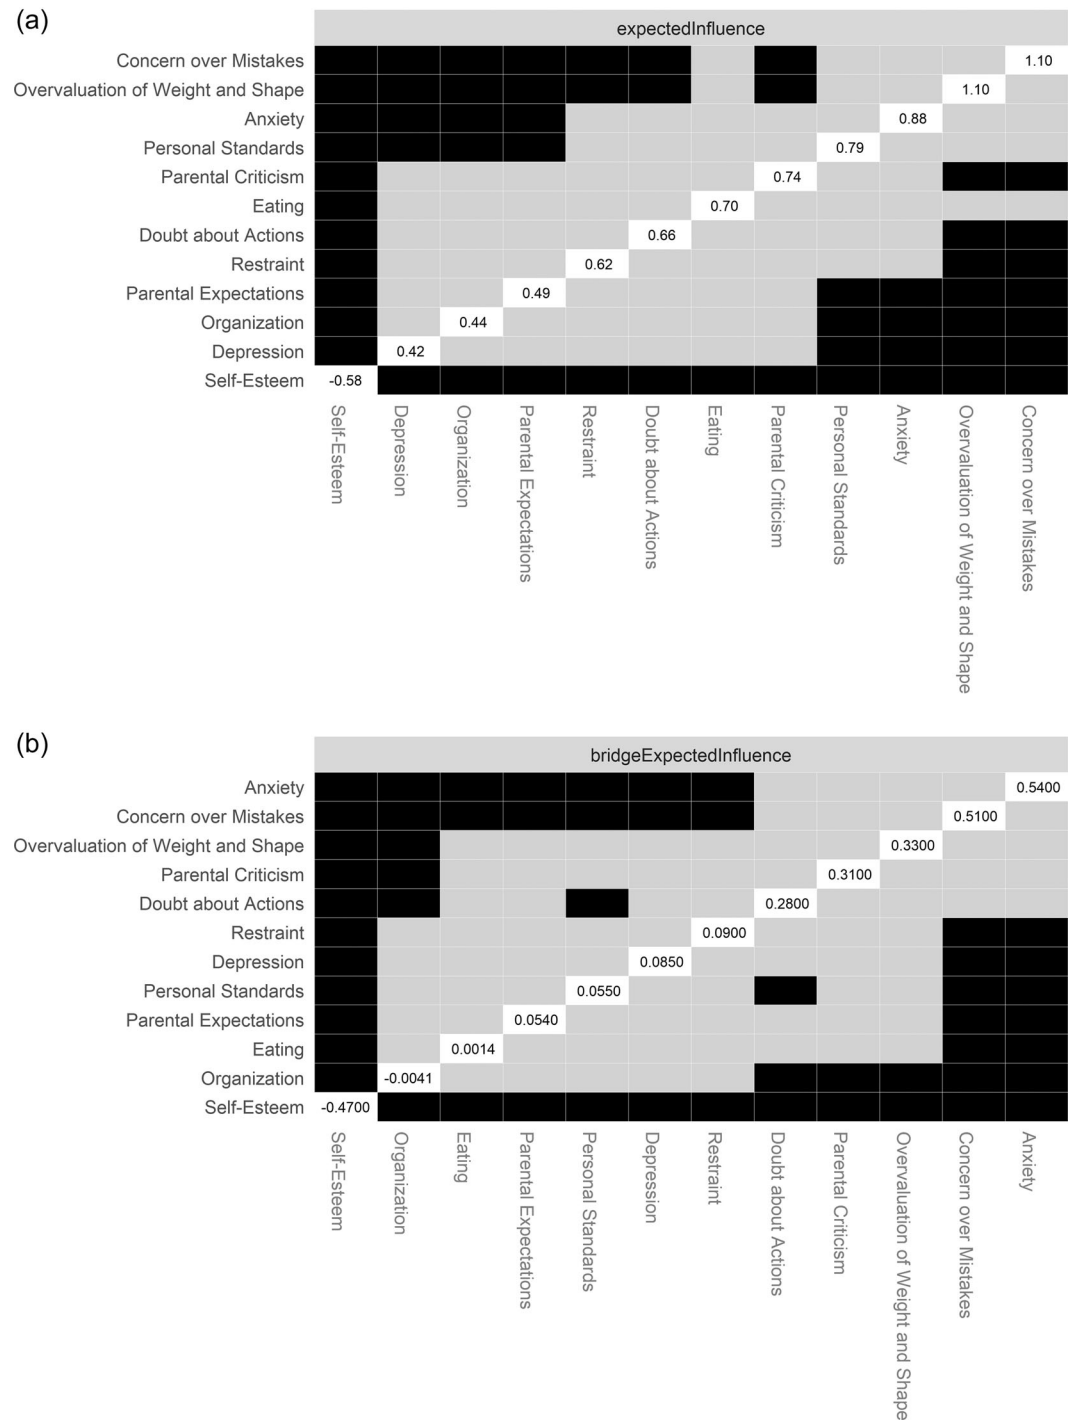 (a)
expectedInfluence
Concern over Mistakes 1.10
Overvaluation of Weight and Shape 1.10
Anxiety 0.88
Personal Standards 0.79
Parental Criticism 0.74
Eating 0.70
Doubt about Actions 0.66
Restraint 0.62
Parental Expectations 0.49
Organization 0.44
Depression 0.42
Self-Esteem -0.58
Self-Esteem
Depression
Organization
Parental Expectations
Restraint
Doubt about Actions
Eating
Parental Criticism
Personal Standards
Anxiety
Overvaluation of Weight and Shape
Concern over Mistakes
(b)
bridgeExpectedInfluence
Anxiety 0.5400
Concern over Mistakes 0.5100
Overvaluation of Weight and Shape 0.3300
Parental Criticism 0.3100
Doubt about Actions 0.2800
Restraint 0.0900
Depression 0.0850
Personal Standards 0.0550
Parental Expectations 0.0540
Eating 0.0014
Organization -0.0041
Self-Esteem -0.4700
Self-Esteem
Organization
Eating
Parental Expectations
Personal Standards
Depression
Restraint
Doubt about Actions
Parental Criticism
Overvaluation of Weight and Shape
Concern over Mistakes
Anxiety